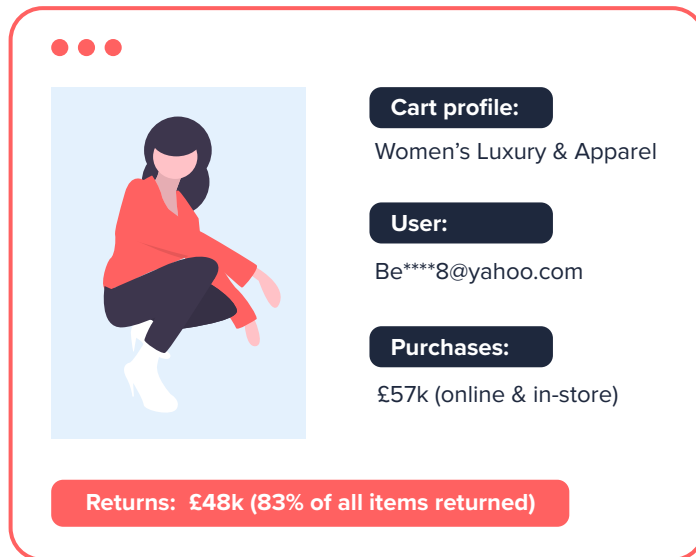 Cart profile:
Women’s Luxury & Apparel
User:
Be****8@yahoo.com
Purchases:
£57k (online & in-store)
Returns: £48k (83% of all items returned)